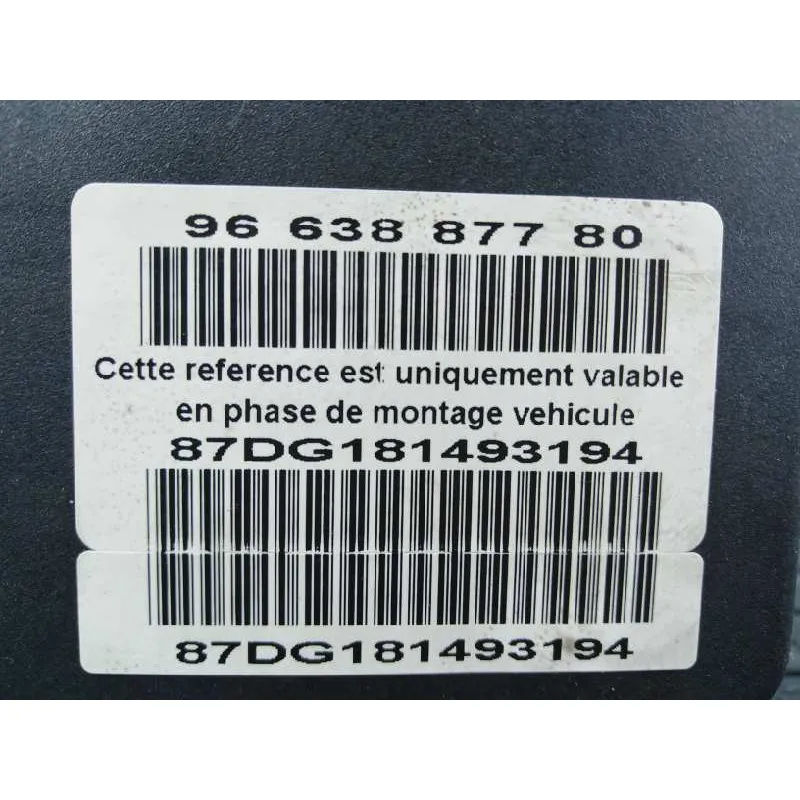 96 638 877 80
Cette reference est uniquement valable
en phase de montage vehicule
87DG181493194
87DG181493194